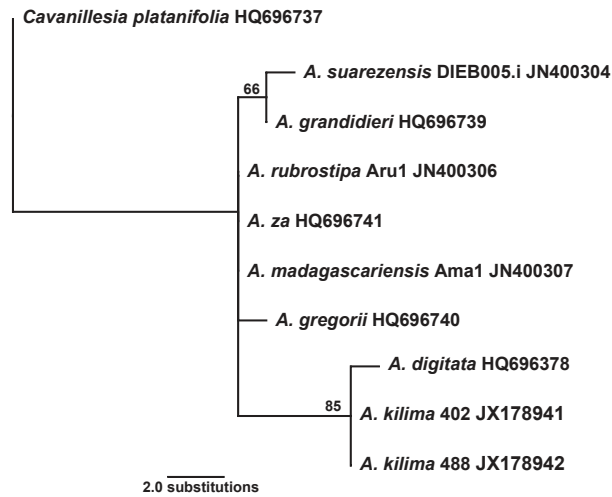 Cavanillesia platanifolia HQ696737
A. suarezensis DIEB005.i JN400304
66
A. grandidieri HQ696739
A. rubrostipa Aru1 JN400306
A. za HQ696741
A. madagascariensis Ama1 JN400307
A. gregorii HQ696740
A. digitata HQ696378
85
A. kilima 402 JX178941
A. kilima 488 JX178942
2.0 substitutions